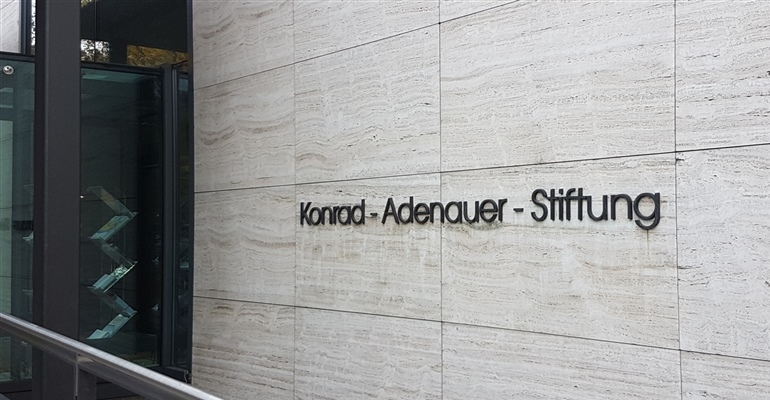 Konrad - Adenauer - Stiftung